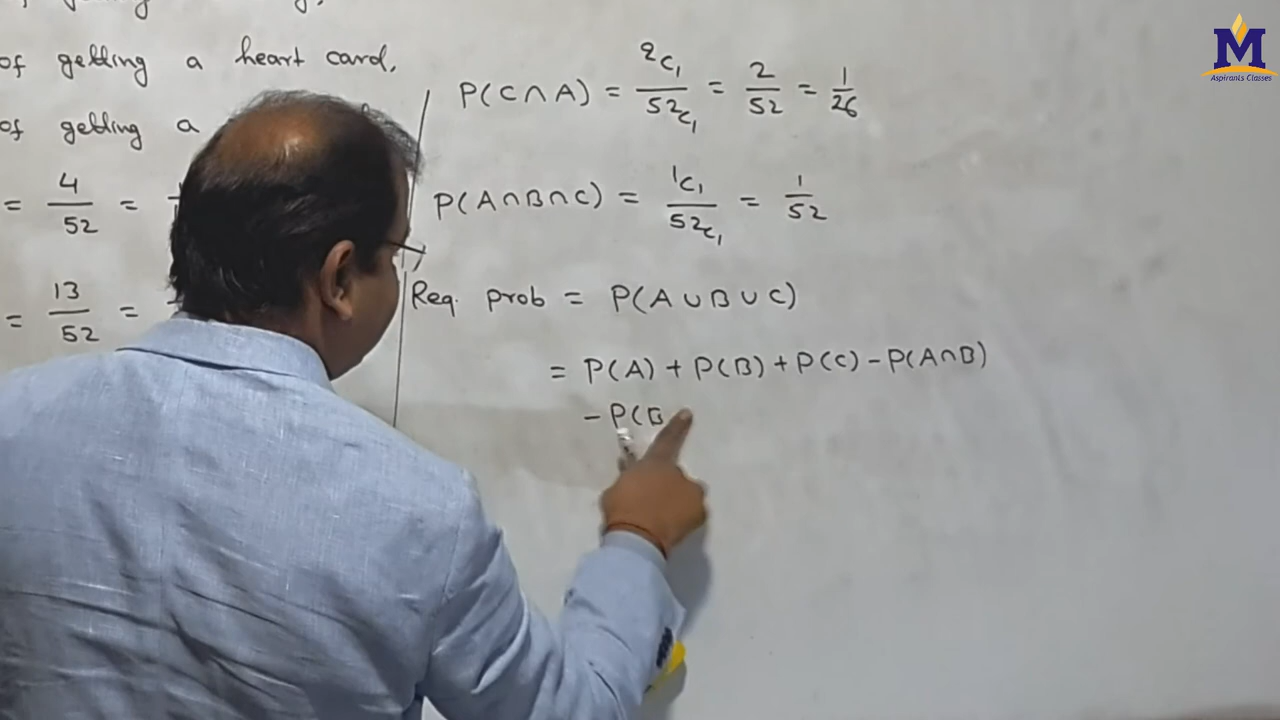 of getting a heart card,
of getting a
= 4/52 =
= 13/52 =
P(C∩A) = ²C₁/⁵²C₁ = 2/52 = 1/26
P(A∩B∩C) = ¹C₁/⁵²C₁ = 1/52
Req. prob = P(A∪B∪C)
= P(A) + P(B) + P(C) - P(A∩B)
- P(B
M
Aspirants Classes